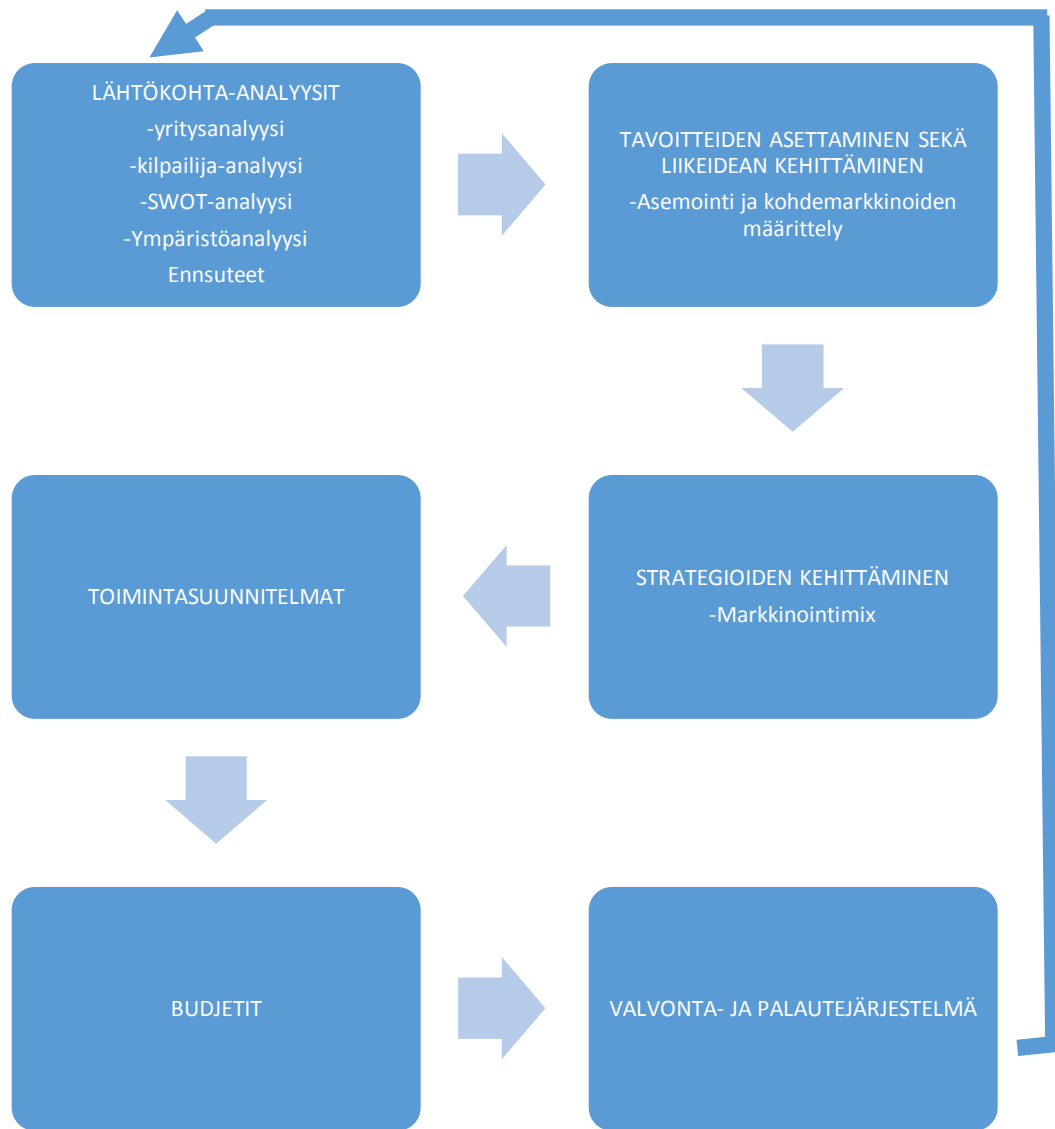 LÄHTÖKOHTA-ANALYYSIT
-yritysanalyysi
-kilpailija-analyysi
-SWOT-analyysi
-Ympäristöanalyysi
Ennsuteet
TAVOITTEIDEN ASETTAMINEN SEKÄ
LIIKEIDEAN KEHITTÄMINEN
-Asemointi ja kohdemarkkinoiden
määrittely
STRATEGIOIDEN KEHITTÄMINEN
-Markkinointimix
TOIMINTASUUNNITELMAT
BUDJETIT
VALVONTA- JA PALAUTEJÄRJESTELMÄ